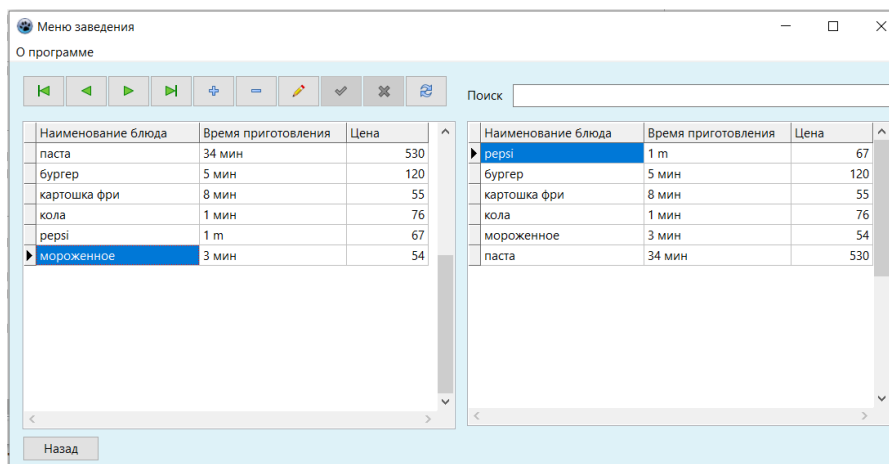 Меню заведения
О программе
Поиск
Наименование блюда Время приготовления Цена
паста 34 мин 530
бургер 5 мин 120
картошка фри 8 мин 55
кола 1 мин 76
pepsi 1 m 67
мороженное 3 мин 54
Наименование блюда Время приготовления Цена
pepsi 1 m 67
бургер 5 мин 120
картошка фри 8 мин 55
кола 1 мин 76
мороженное 3 мин 54
паста 34 мин 530
Назад